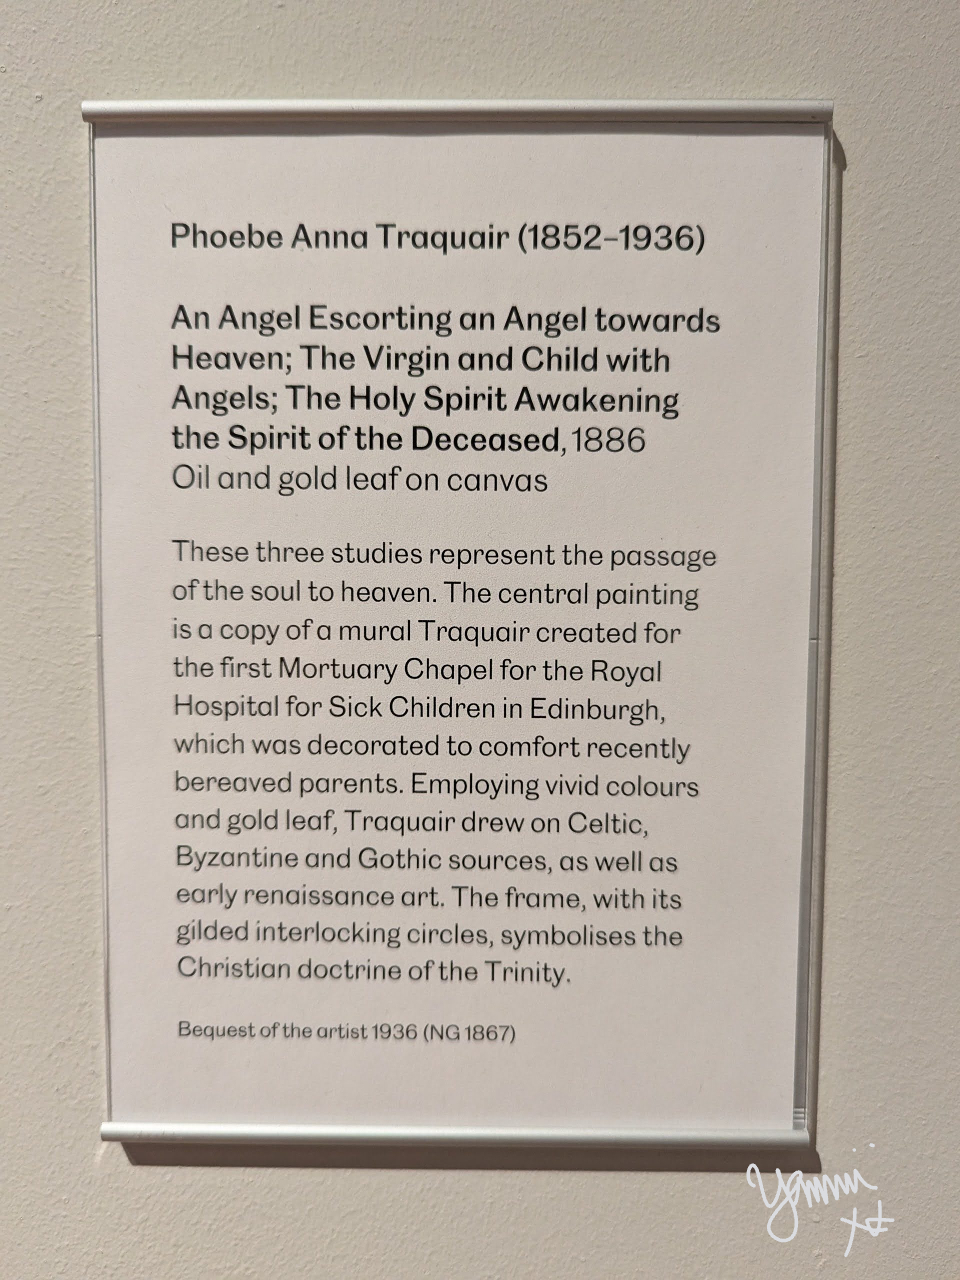 Phoebe Anna Traquair (1852–1936)
An Angel Escorting an Angel towards
Heaven; The Virgin and Child with
Angels; The Holy Spirit Awakening
the Spirit of the Deceased, 1886
Oil and gold leaf on canvas
These three studies represent the passage
of the soul to heaven. The central painting
is a copy of a mural Traquair created for
the first Mortuary Chapel for the Royal
Hospital for Sick Children in Edinburgh,
which was decorated to comfort recently
bereaved parents. Employing vivid colours
and gold leaf, Traquair drew on Celtic,
Byzantine and Gothic sources, as well as
early renaissance art. The frame, with its
gilded interlocking circles, symbolises the
Christian doctrine of the Trinity.
Bequest of the artist 1936 (NG 1867)